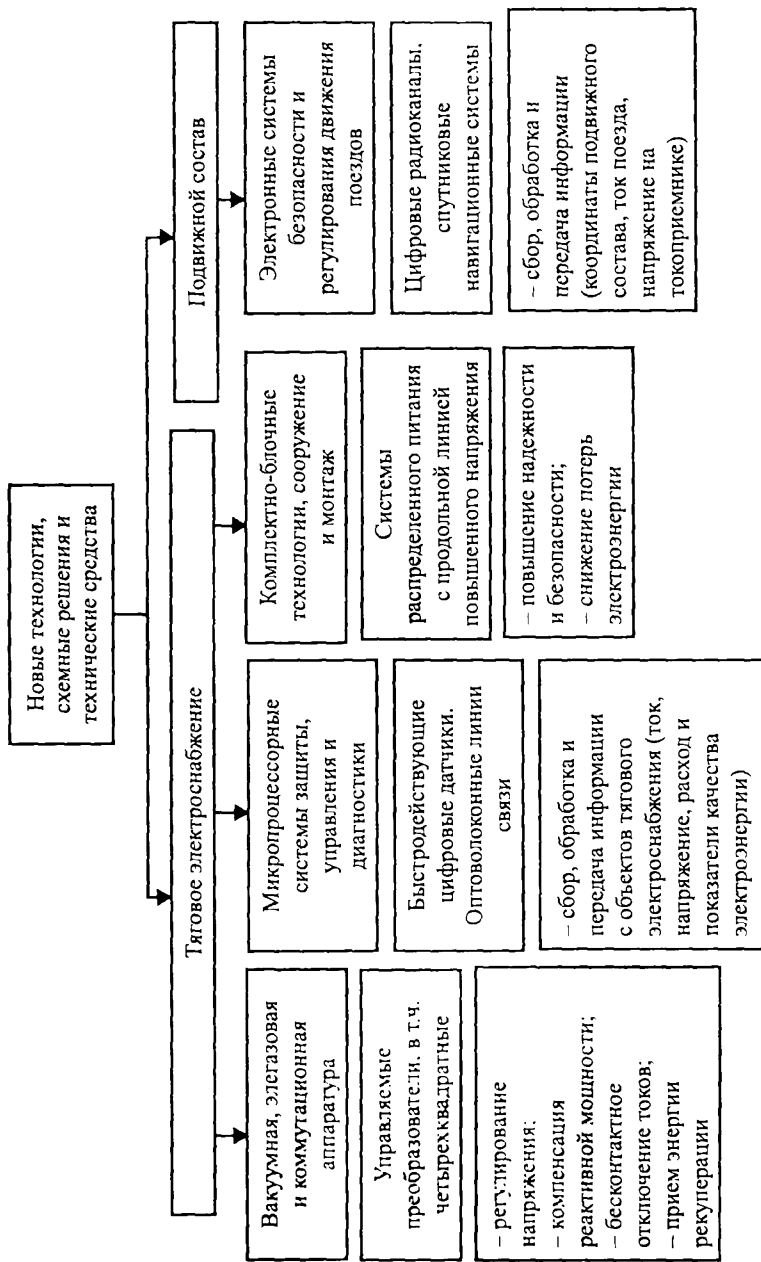 Новые технологии,
схемные решения и
технические средства
Тяговое электроснабжение
Подвижной состав
Вакуумная, элегазовая
и коммутационная
аппаратура
Управляемые
преобразователи. в т.ч.
четырехквадратные
– регулирование
напряжения;
– компенсация
реактивной мощности;
– бесконтактное
отключение токов;
– прием энергии
рекуперации
Микропроцессорные
системы защиты,
управления и
диагностики
Быстродействующие
цифровые датчики.
Оптоволоконные линии
связи
– сбор, обработка и
передача информации
с объектов тягового
электроснабжения (ток,
напряжение, расход и
показатели качества
электроэнергии)
Комплектно-блочные
технологии, сооружение
и монтаж
Системы
распределенного питания
с продольной линией
повышенного напряжения
– повышение надежности
и безопасности;
– снижение потерь
электроэнергии
Электронные системы
безопасности и
регулирования движения
поездов
Цифровые радиоканалы.
спутниковые
навигационные системы
– сбор, обработка и
передача информации
(координаты подвижного
состава, ток поезда,
напряжение на
токоприемнике)